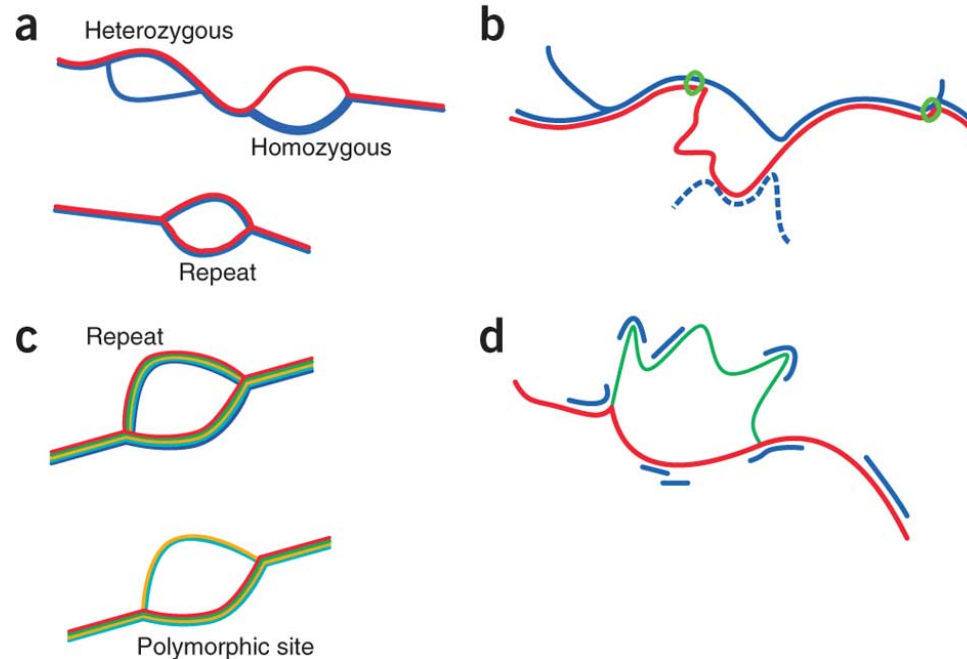 a
Heterozygous
Homozygous
Repeat
b
c
Repeat
Polymorphic site
d